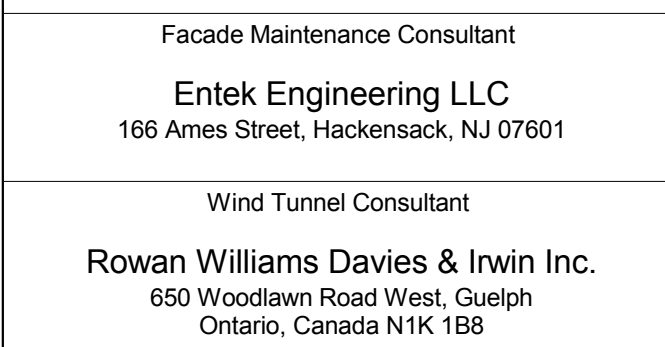 Facade Maintenance Consultant
Entek Engineering LLC
166 Ames Street, Hackensack, NJ 07601
Wind Tunnel Consultant
Rowan Williams Davies & Irwin Inc.
650 Woodlawn Road West, Guelph
Ontario, Canada N1K 1B8